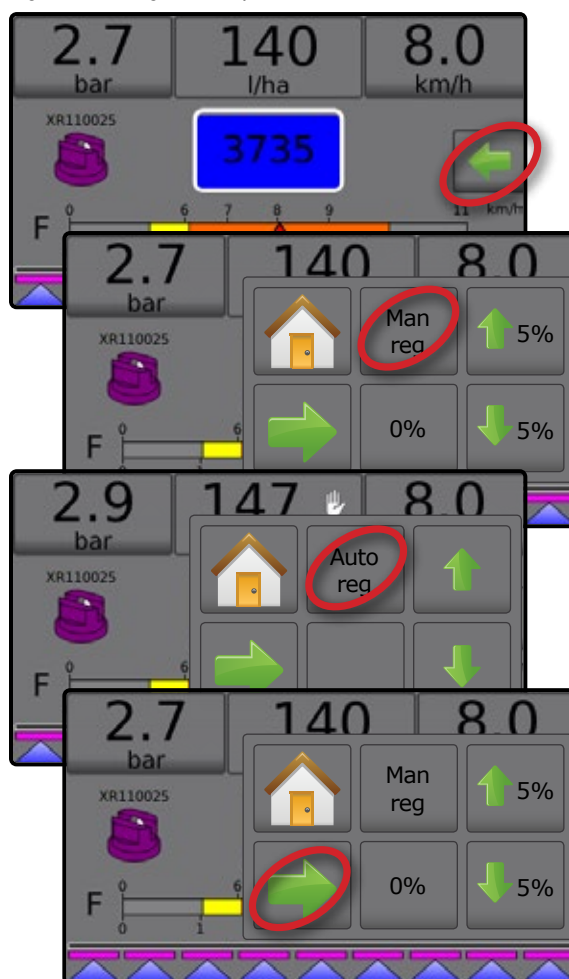 2.7 140 8.0
bar l/ha km/h
XR110025
3735
0 6 7 8 9 11 km/h
F
2.7 140 8.0
bar
Man
reg
5%
XR110025
0% 5%
0 6
F
2.9 147 8.0
bar
Auto
reg
XR110025
0 6
F
2.7 140 8.0
bar
Man
reg
5%
XR110025
0% 5%
0 6
F
0 1